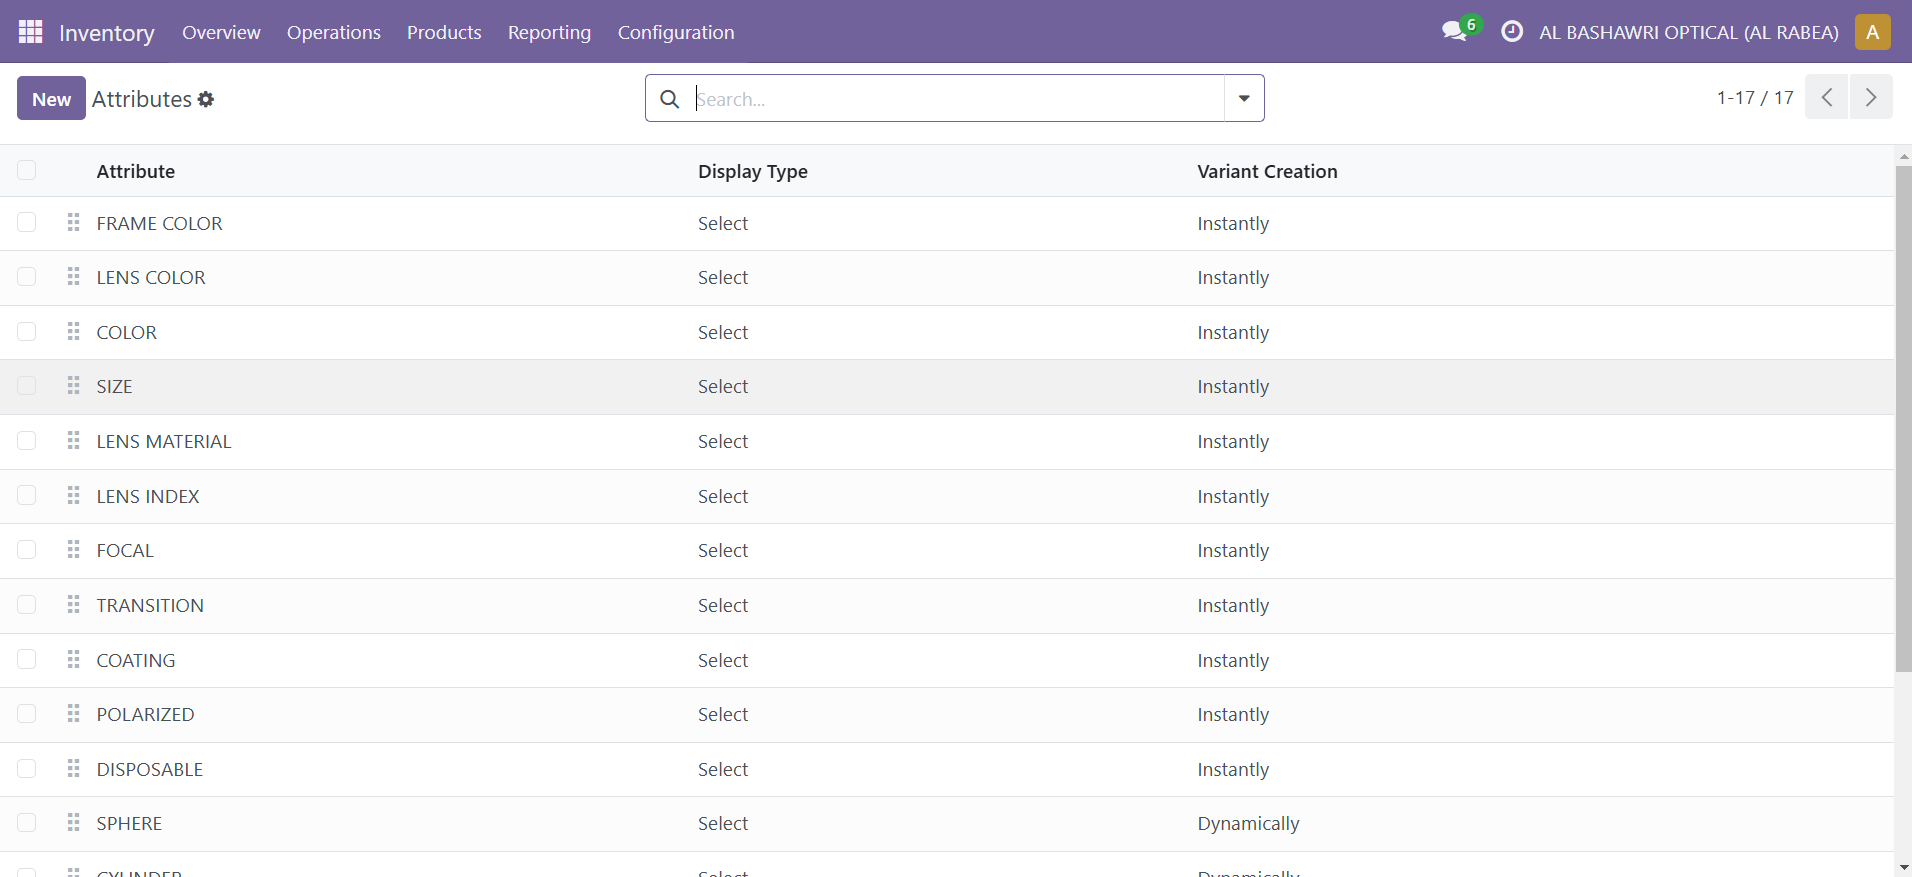 Inventory Overview Operations Products Reporting Configuration 6 AL BASHAWRI OPTICAL (AL RABEA) A
New Attributes Search... 1-17 / 17
Attribute Display Type Variant Creation
FRAME COLOR Select Instantly
LENS COLOR Select Instantly
COLOR Select Instantly
SIZE Select Instantly
LENS MATERIAL Select Instantly
LENS INDEX Select Instantly
FOCAL Select Instantly
TRANSITION Select Instantly
COATING Select Instantly
POLARIZED Select Instantly
DISPOSABLE Select Instantly
SPHERE Select Dynamically
CYLINDER Select Dynamically